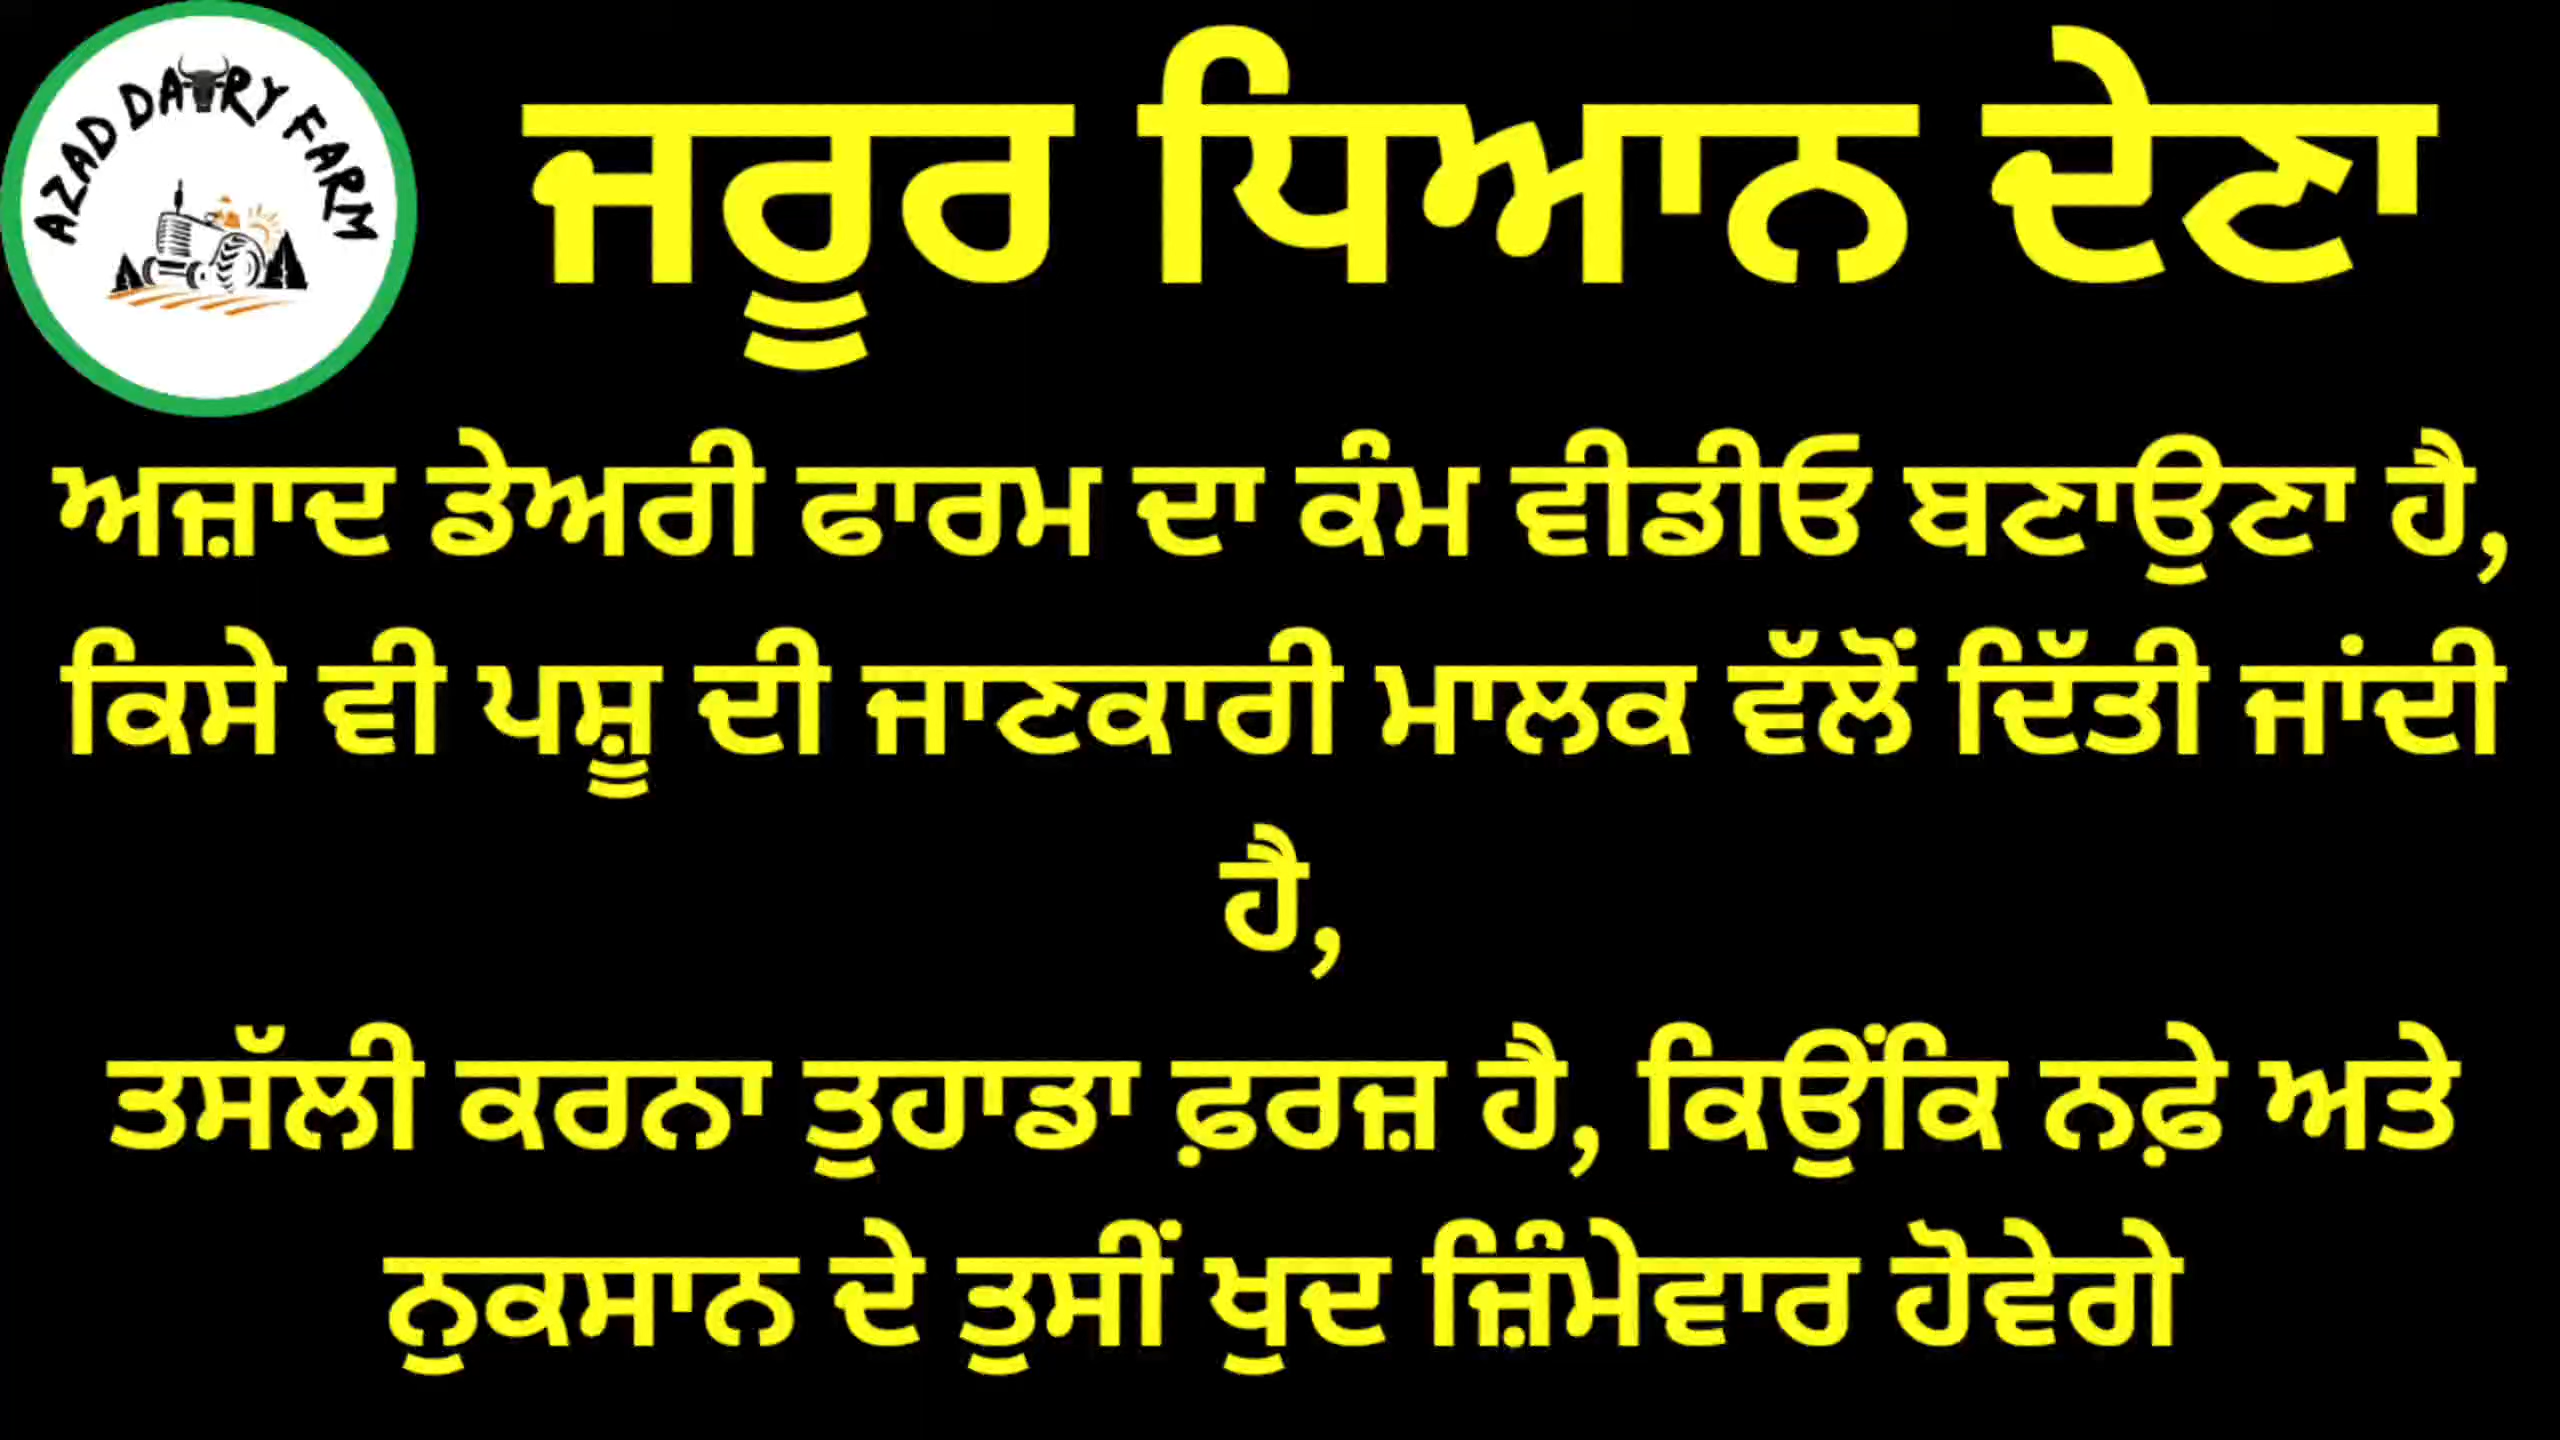 AZAD DAIRY FARM
ਜਰੂਰ ਧਿਆਨ ਦੇਣਾ
ਅਜ਼ਾਦ ਡੇਅਰੀ ਫਾਰਮ ਦਾ ਕੰਮ ਵੀਡੀਓ ਬਣਾਉਣਾ ਹੈ,
ਕਿਸੇ ਵੀ ਪਸ਼ੂ ਦੀ ਜਾਣਕਾਰੀ ਮਾਲਕ ਵੱਲੋਂ ਦਿੱਤੀ ਜਾਂਦੀ
ਹੈ,
ਤਸੱਲੀ ਕਰਨਾ ਤੁਹਾਡਾ ਫ਼ਰਜ਼ ਹੈ, ਕਿਉਂਕਿ ਨਫ਼ੇ ਅਤੇ
ਨੁਕਸਾਨ ਦੇ ਤੁਸੀਂ ਖੁਦ ਜ਼ਿੰਮੇਵਾਰ ਹੋਵੇਗੇ